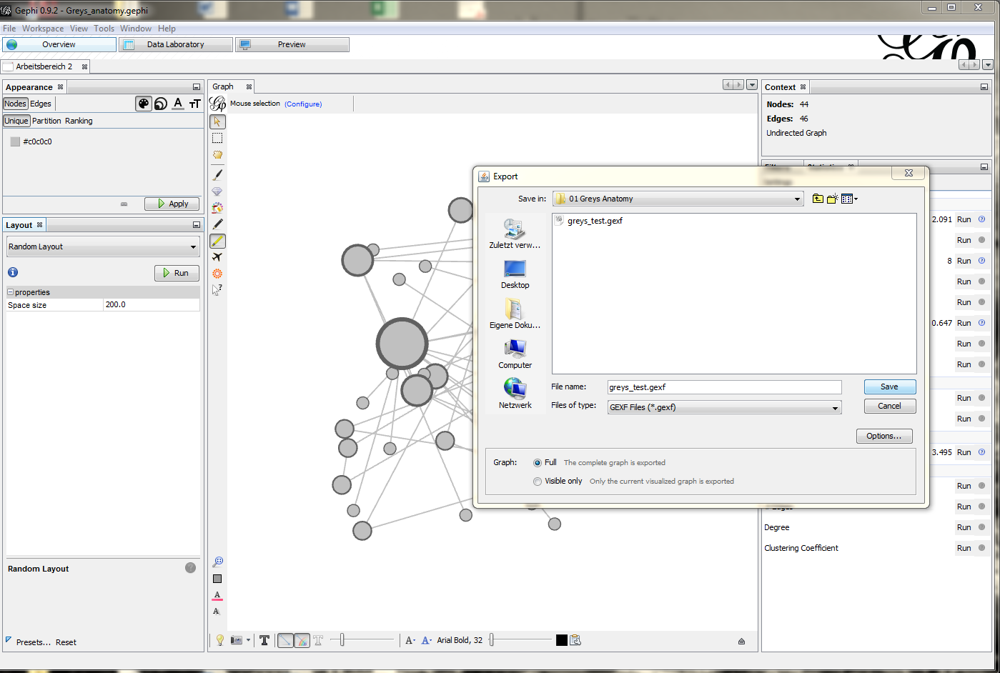 Gephi 0.9.2 - Greys_anatomy.gephi
File Workspace View Tools Window Help
Overview Data Laboratory Preview
Arbeitsbereich 2
Appearance
Nodes Edges
Unique Partition Ranking
#c0c0c0
Apply
Layout
Random Layout
Run
properties
Space size 200.0
Random Layout
Presets... Reset
Graph
Mouse selection (Configure)
Arial Bold, 32
Context
Nodes: 44
Edges: 46
Undirected Graph
Export
Save in: 01 Greys Anatomy
greys_test.gexf
Zuletzt verw...
Desktop
Eigene Doku...
Computer
Netzwerk
File name: greys_test.gexf Save
Files of type: GEXF Files (*.gexf) Cancel
Options...
Graph: Full The complete graph is exported
Visible only Only the current visualized graph is exported
2.091 Run
Run
8 Run
Run
Run
0.647 Run
Run
Run
Run
Run
3.495 Run
Run
# Edges Run
Degree Run
Clustering Coefficient Run